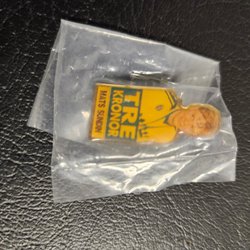 TRE
KRONOR
MATS SUNDIN